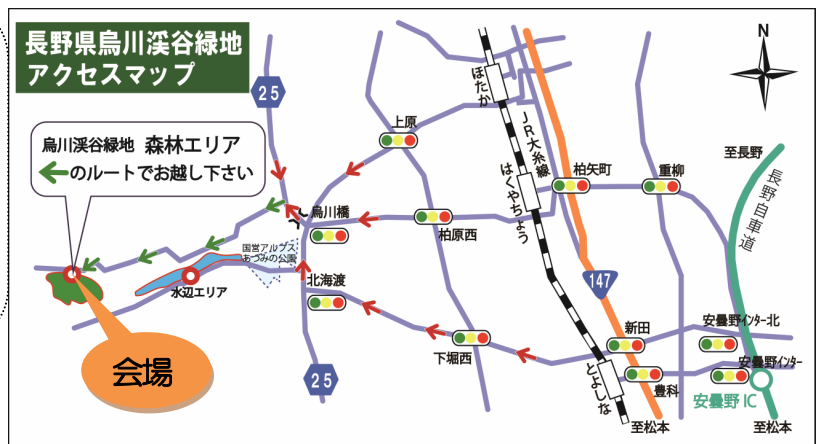 長野県烏川渓谷緑地
アクセスマップ
烏川渓谷緑地 森林エリア
のルートでお越し下さい
25
上原
ほたか
JR大糸線
N
至長野
長野自動車道
柏矢町
重柳
はくやちょう
烏川橋
柏原西
国営アルプス
あづみの公園
水辺エリア
北海渡
147
会場
25
下堀西
新田
安曇野インター北
安曇野インター
とよしな
豊科
安曇野IC
至松本
至松本